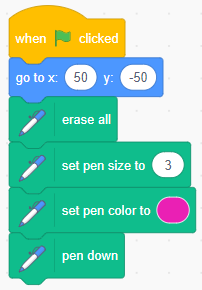 when clicked
go to x: 50 y: -50
erase all
set pen size to 3
set pen color to
pen down